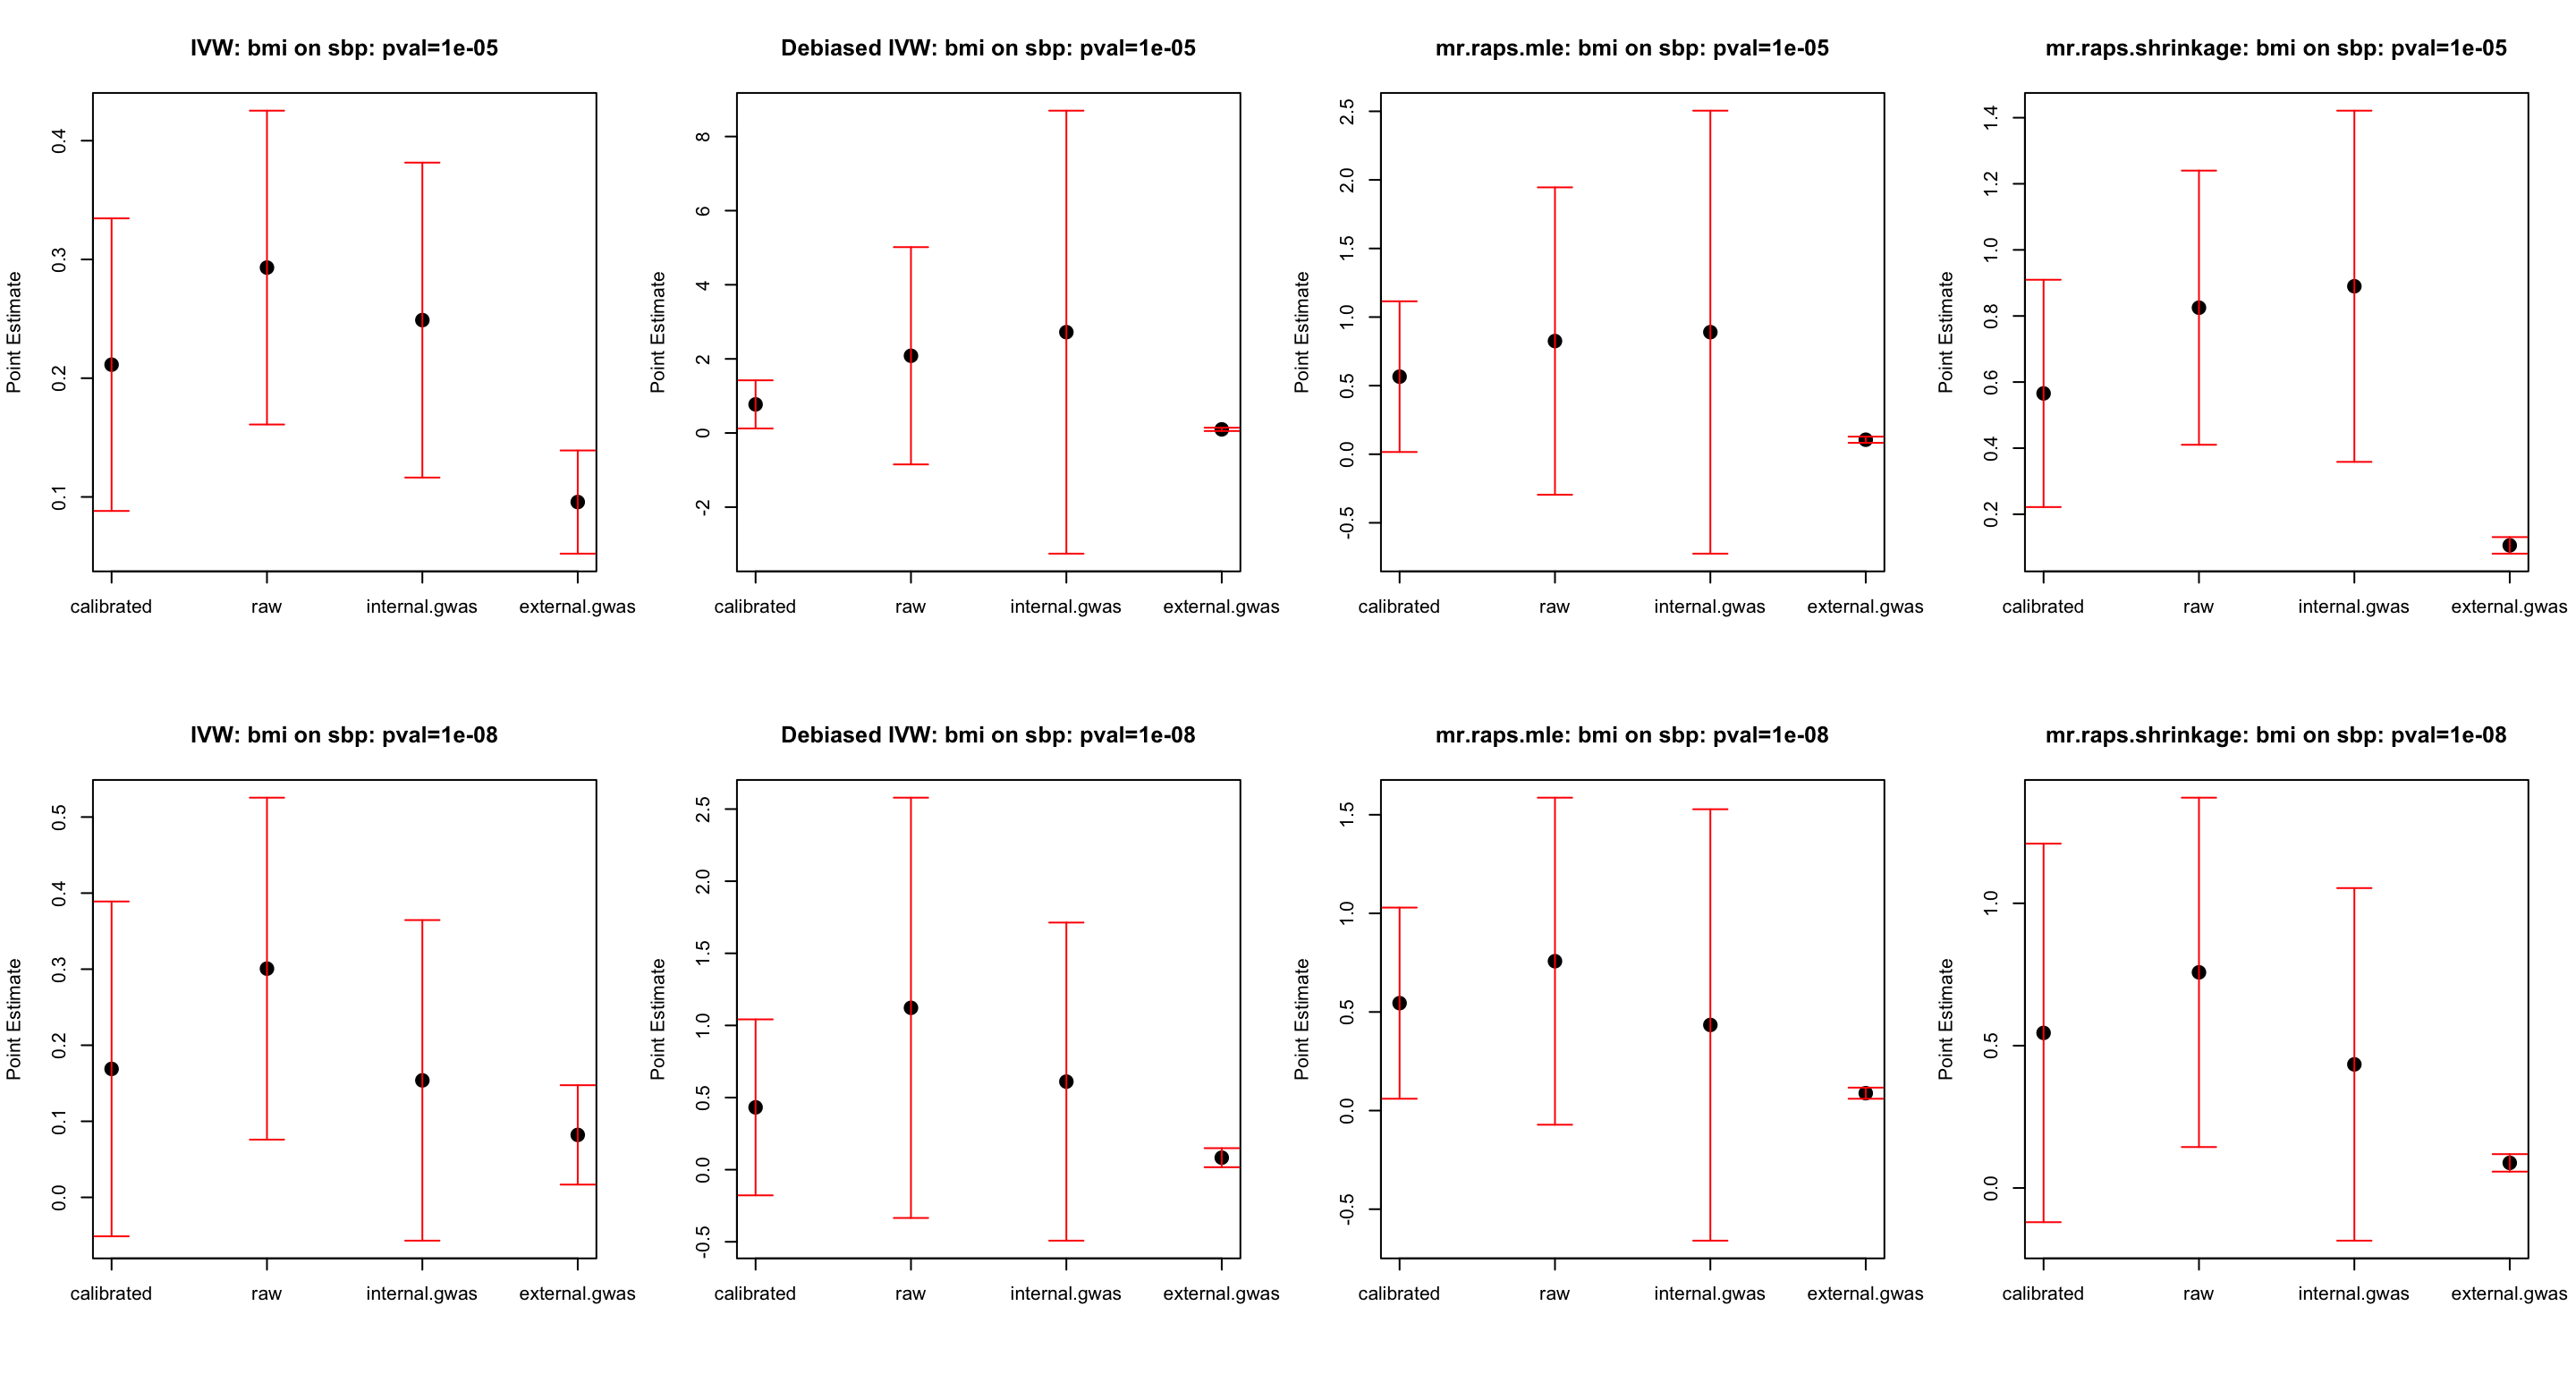 IVW: bmi on sbp: pval=1e-05
Point Estimate
0.4
0.3
0.2
0.1
calibrated raw internal.gwas external.gwas
Debiased IVW: bmi on sbp: pval=1e-05
Point Estimate
8
6
4
2
0
-2
calibrated raw internal.gwas external.gwas
mr.raps.mle: bmi on sbp: pval=1e-05
Point Estimate
2.5
2.0
1.5
1.0
0.5
0.0
-0.5
calibrated raw internal.gwas external.gwas
mr.raps.shrinkage: bmi on sbp: pval=1e-05
Point Estimate
1.4
1.2
1.0
0.8
0.6
0.4
0.2
calibrated raw internal.gwas external.gwas
IVW: bmi on sbp: pval=1e-08
Point Estimate
0.5
0.4
0.3
0.2
0.1
0.0
calibrated raw internal.gwas external.gwas
Debiased IVW: bmi on sbp: pval=1e-08
Point Estimate
2.5
2.0
1.5
1.0
0.5
0.0
-0.5
calibrated raw internal.gwas external.gwas
mr.raps.mle: bmi on sbp: pval=1e-08
Point Estimate
1.5
1.0
0.5
0.0
-0.5
calibrated raw internal.gwas external.gwas
mr.raps.shrinkage: bmi on sbp: pval=1e-08
Point Estimate
1.0
0.5
0.0
calibrated raw internal.gwas external.gwas